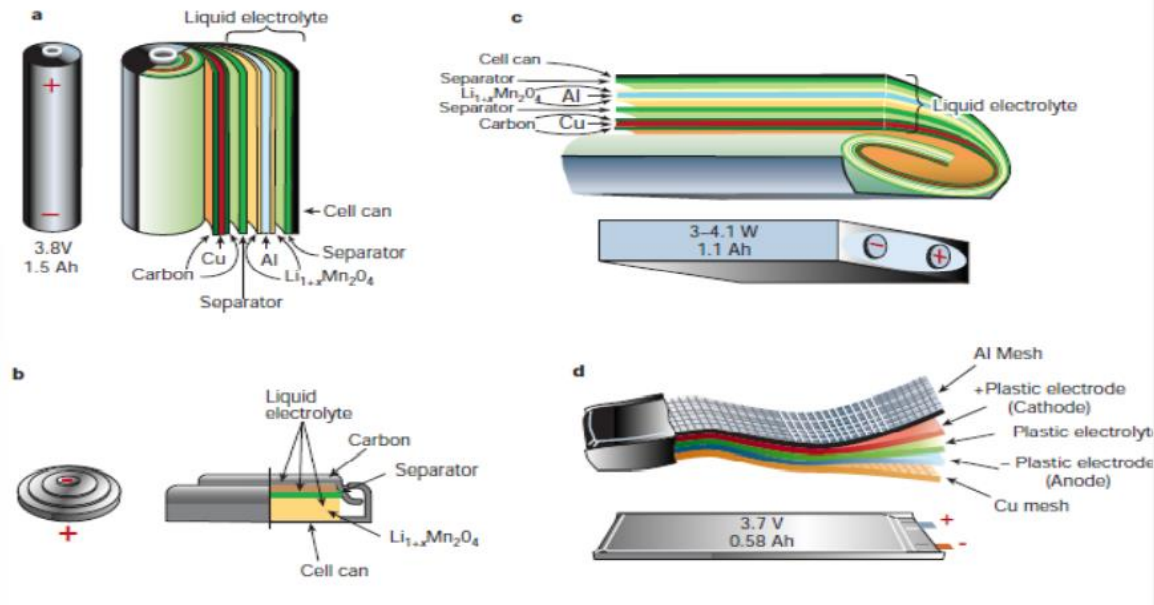 a
Liquid electrolyte
+
−
3.8V
1.5 Ah
Cell can
Separator
Cu
Al
Carbon
Li1+xMn2O4
Separator
c
Cell can
Separator
Li1+xMn2O4
Al
Separator
Carbon
Cu
Liquid electrolyte
3–4.1 W
1.1 Ah
−
+
b
Liquid
electrolyte
Carbon
Separator
Li1+xMn2O4
Cell can
−
+
d
Al Mesh
+Plastic electrode
(Cathode)
Plastic electrolyt
– Plastic electrode
(Anode)
Cu mesh
3.7 V
0.58 Ah
+
-